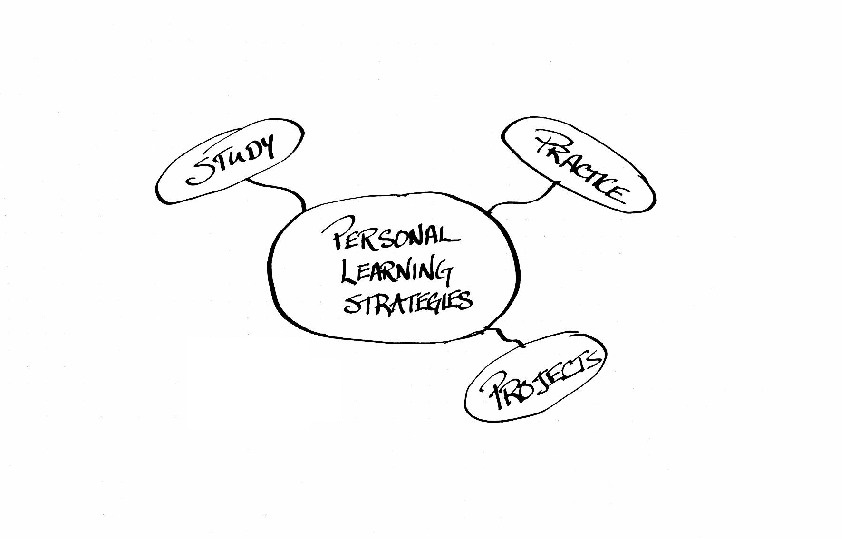 STUDY
PRACTICE
PERSONAL
LEARNING
STRATEGIES
PROJECTS